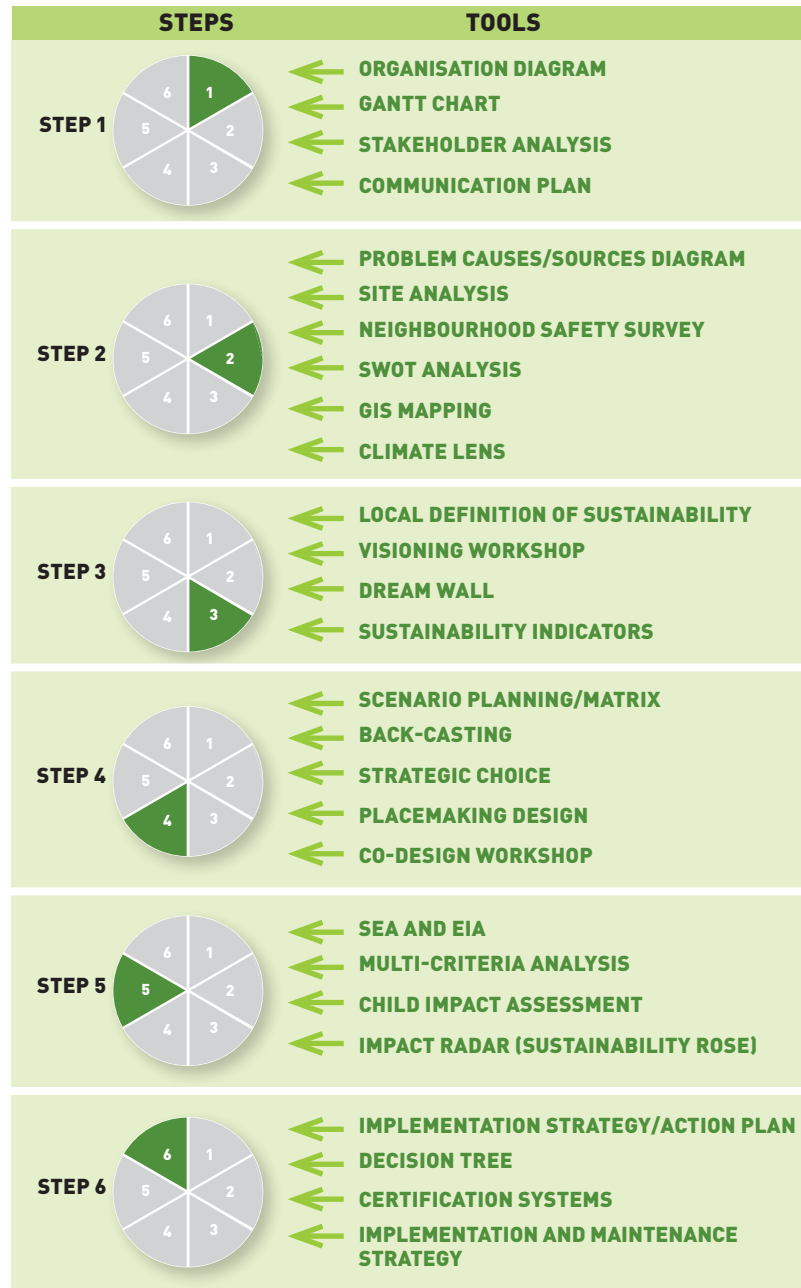 STEPS TOOLS
STEP 1
6 1
5 2
4 3
ORGANISATION DIAGRAM
GANTT CHART
STAKEHOLDER ANALYSIS
COMMUNICATION PLAN
STEP 2
6 1
5 2
4 3
PROBLEM CAUSES/SOURCES DIAGRAM
SITE ANALYSIS
NEIGHBOURHOOD SAFETY SURVEY
SWOT ANALYSIS
GIS MAPPING
CLIMATE LENS
STEP 3
6 1
5 2
4 3
LOCAL DEFINITION OF SUSTAINABILITY
VISIONING WORKSHOP
DREAM WALL
SUSTAINABILITY INDICATORS
STEP 4
6 1
5 2
4 3
SCENARIO PLANNING/MATRIX
BACK-CASTING
STRATEGIC CHOICE
PLACEMAKING DESIGN
CO-DESIGN WORKSHOP
STEP 5
6 1
5 2
4 3
SEA AND EIA
MULTI-CRITERIA ANALYSIS
CHILD IMPACT ASSESSMENT
IMPACT RADAR (SUSTAINABILITY ROSE)
STEP 6
6 1
5 2
4 3
IMPLEMENTATION STRATEGY/ACTION PLAN
DECISION TREE
CERTIFICATION SYSTEMS
IMPLEMENTATION AND MAINTENANCE
STRATEGY